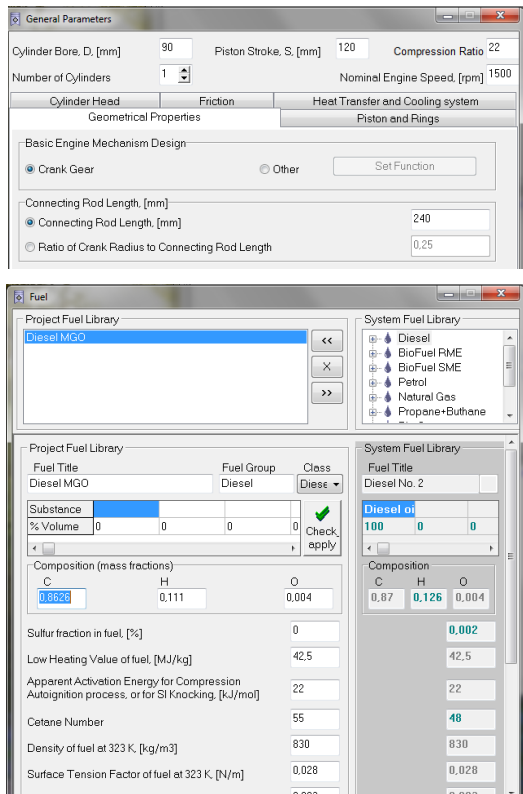 General Parameters
Cylinder Bore, D, [mm] 90 Piston Stroke, S, [mm] 120 Compression Ratio 22
Number of Cylinders 1 Nominal Engine Speed, [rpm] 1500
Cylinder Head Friction Heat Transfer and Cooling system
Geometrical Properties Piston and Rings
Basic Engine Mechanism Design
Crank Gear Other Set Function
Connecting Rod Length, [mm]
Connecting Rod Length, [mm] 240
Ratio of Crank Radius to Connecting Rod Length 0,25
Fuel
Project Fuel Library System Fuel Library
Diesel MGO << Diesel
BioFuel RME
X BioFuel SME
Petrol
>> Natural Gas
Propane+Buthane
Project Fuel Library System Fuel Library
Fuel Title Fuel Group Class Fuel Title
Diesel MGO Diesel Diese Diesel No. 2
Substance Diesel oi
% Volume 0 0 0 0 Check, apply 100 0 0
Composition (mass fractions) Composition
C H O C H O
0,8626 0,111 0,004 0,87 0,126 0,004
Sulfur fraction in fuel, [%] 0 0,002
Low Heating Value of fuel, [MJ/kg] 42,5 42,5
Apparent Activation Energy for Compression
Autoignition process, or for SI Knocking, [kJ/mol] 22 22
Cetane Number 55 48
Density of fuel at 323 K, [kg/m3] 830 830
Surface Tension Factor of fuel at 323 K, [N/m] 0,028 0,028